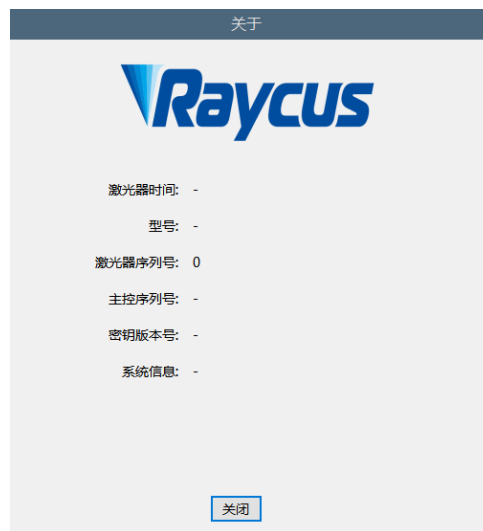 关于
Raycus
激光器时间: -
型号: -
激光器序列号: 0
主控序列号: -
密钥版本号: -
系统信息: -
关闭